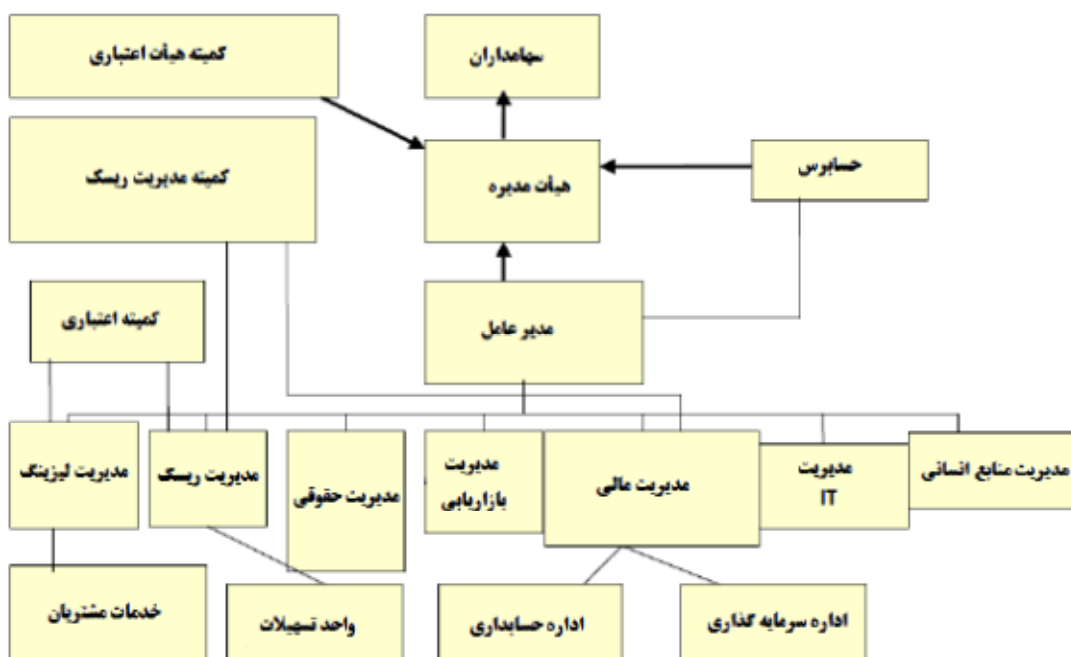 سهامداران
کمیته هیأت اعتباری
حسابرس
هیأت مدیره
کمیته مدیریت ریسک
مدیر عامل
کمیته اعتباری
مدیریت منابع انسانی
مدیریت
IT
مدیریت مالی
مدیریت
بازاریابی
مدیریت حقوقی
مدیریت ریسک
مدیریت لیزینگ
اداره سرمایه گذاری
اداره حسابداری
واحد تسهیلات
خدمات مشتریان